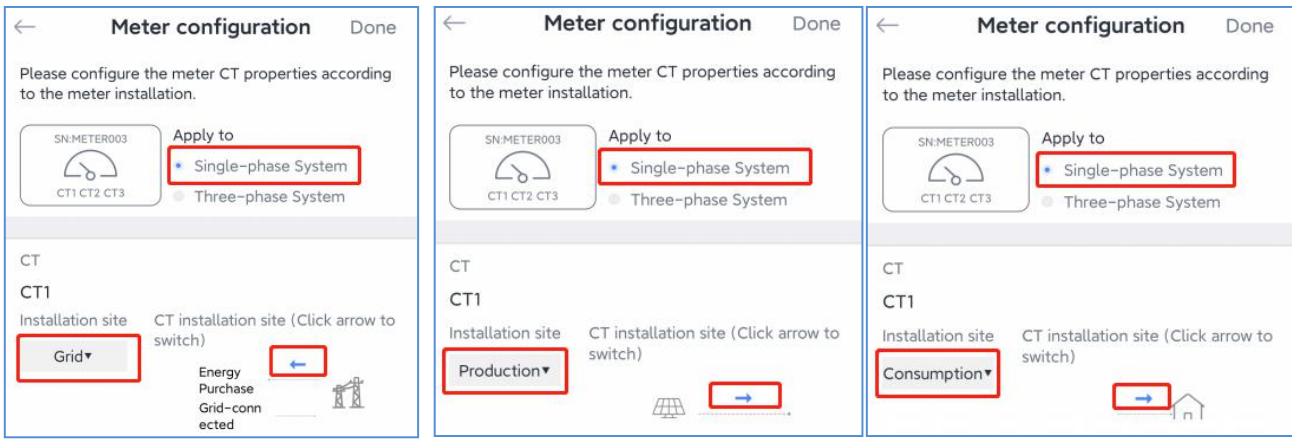 Meter configuration Done
Please configure the meter CT properties according
to the meter installation.
SN:METER003
CT1 CT2 CT3
Apply to
Single-phase System
Three-phase System
CT
CT1
Installation site
Grid▾
CT installation site (Click arrow to
switch)
Energy
Purchase
Grid-conn
ected
Meter configuration Done
Please configure the meter CT properties according
to the meter installation.
SN:METER003
CT1 CT2 CT3
Apply to
Single-phase System
Three-phase System
CT
CT1
Installation site
Production▾
CT installation site (Click arrow to
switch)
Meter configuration Done
Please configure the meter CT properties according
to the meter installation.
SN:METER003
CT1 CT2 CT3
Apply to
Single-phase System
Three-phase System
CT
CT1
Installation site
Consumption▾
CT installation site (Click arrow to
switch)